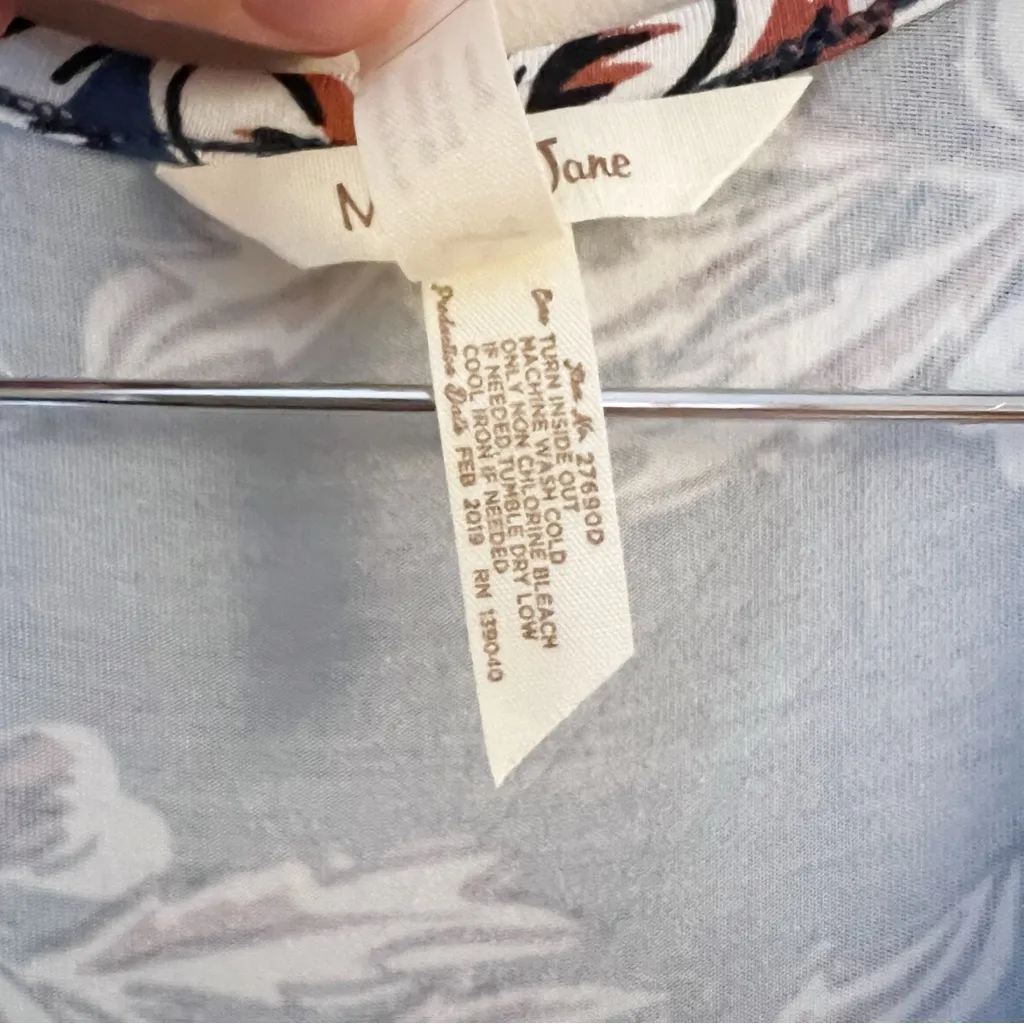 N Jane
Item No. 27690D
Care TURN INSIDE OUT
MACHINE WASH COLD
ONLY NON CHLORINE BLEACH
IF NEEDED TUMBLE DRY LOW
COOL IRON IF NEEDED
Production Date FEB 2019 RN 139040